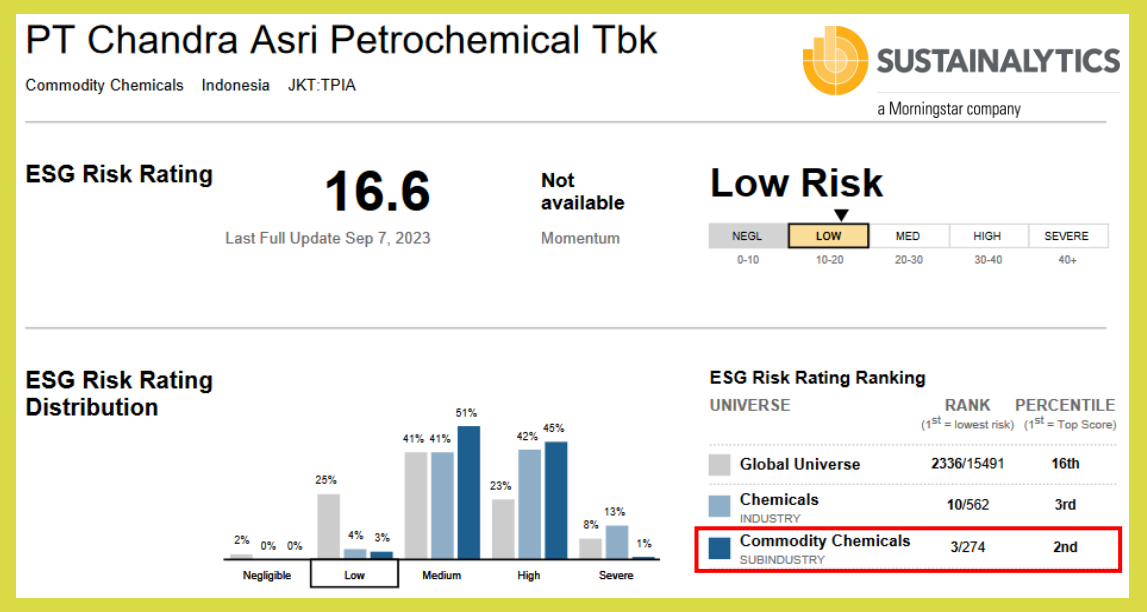 PT Chandra Asri Petrochemical Tbk
Commodity Chemicals Indonesia JKT:TPIA
SUSTAINALYTICS
a Morningstar company
ESG Risk Rating
16.6
Last Full Update Sep 7, 2023
Not
available
Momentum
Low Risk
NEGL LOW MED HIGH SEVERE
0-10 10-20 20-30 30-40 40+
ESG Risk Rating
Distribution
2% 0% 0%
25% 4% 3%
41% 41% 51%
23% 42% 45%
8% 13% 1%
Negligible Low Medium High Severe
ESG Risk Rating Ranking
UNIVERSE RANK PERCENTILE
(1st = lowest risk) (1st = Top Score)
Global Universe 2336/15491 16th
Chemicals 10/562 3rd
INDUSTRY
Commodity Chemicals 3/274 2nd
SUBINDUSTRY